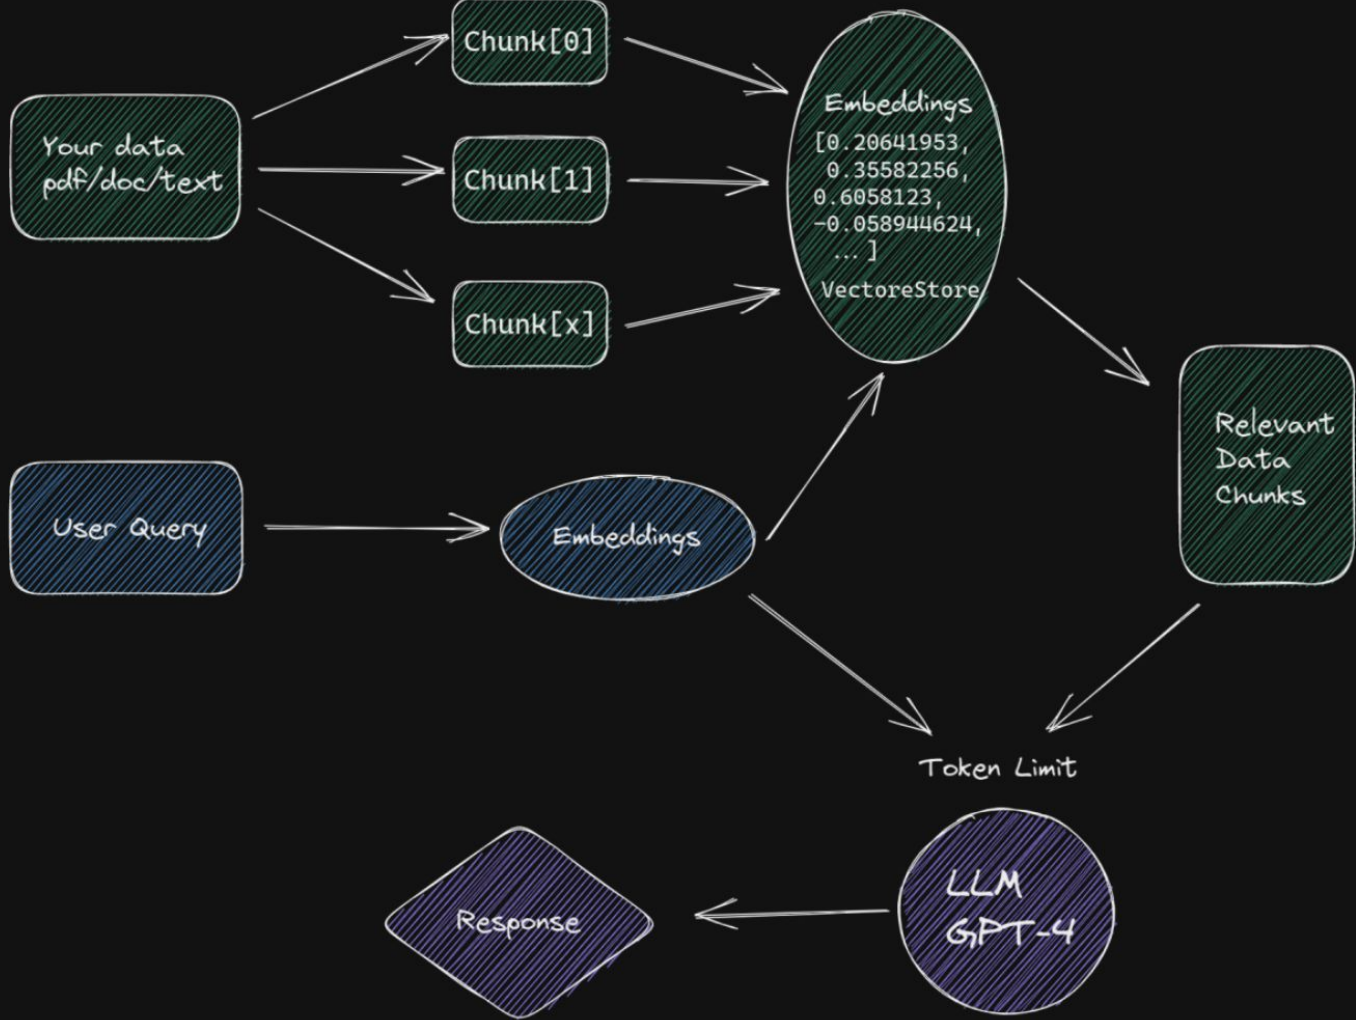 Chunk[0]
Your data
pdf/doc/text
Chunk[1]
Chunk[x]
Embeddings
[0.20641953,
0.35582256,
0.6058123,
-0.058944624,
... ]
VectoreStore
Relevant
Data
Chunks
User Query
Embeddings
Token Limit
LLM
GPT-4
Response